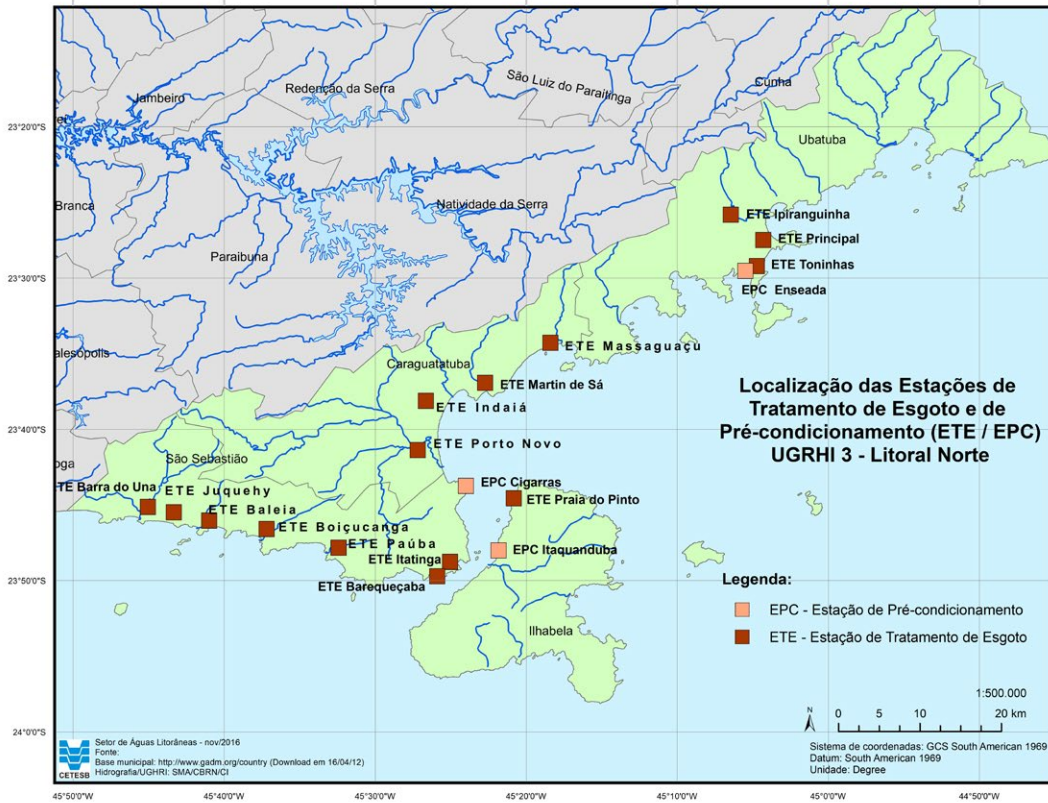 São Luiz do Paraitinga
Cunha
Redenção da Serra
Jambeiro
23°20'0"S
Ubatuba
Branca
Natividade da Serra
ETE Ipiranguinha
ETE Principal
Paraibuna
ETE Toninhas
23°30'0"S
EPC Enseada
alesópolis
ETE Massaguaçu
Caraguatatuba
ETE Martin de Sá
ETE Indaiá
Localização das Estações de
Tratamento de Esgoto e de
Pré-condicionamento (ETE / EPC)
UGRHI 3 - Litoral Norte
23°40'0"S
ETE Porto Novo
oga
São Sebastião
TE Barra do Una
ETE Juquehy
EPC Cigarras
ETE Praia do Pinto
ETE Baleia
ETE Boiçucanga
ETE Paúba
EPC Itaquanduba
ETE Itatinga
23°50'0"S
ETE Barequeçaba
Legenda:
EPC - Estação de Pré-condicionamento
ETE - Estação de Tratamento de Esgoto
Ilhabela
1:500.000
N
0 5 10 20 km
24°0'0"S
CETESB
Setor de Águas Litorâneas - nov/2016
Fonte:
Base municipal: http://www.gadm.org/country (Download em 16/04/12)
Hidrografia/UGHRI: SMA/CBRN/CI
Sistema de coordenadas: GCS South American 1969
Datum: South American 1969
Unidade: Degree
45°50'0"W 45°40'0"W 45°30'0"W 45°20'0"W 45°10'0"W 45°0'0"W 44°50'0"W